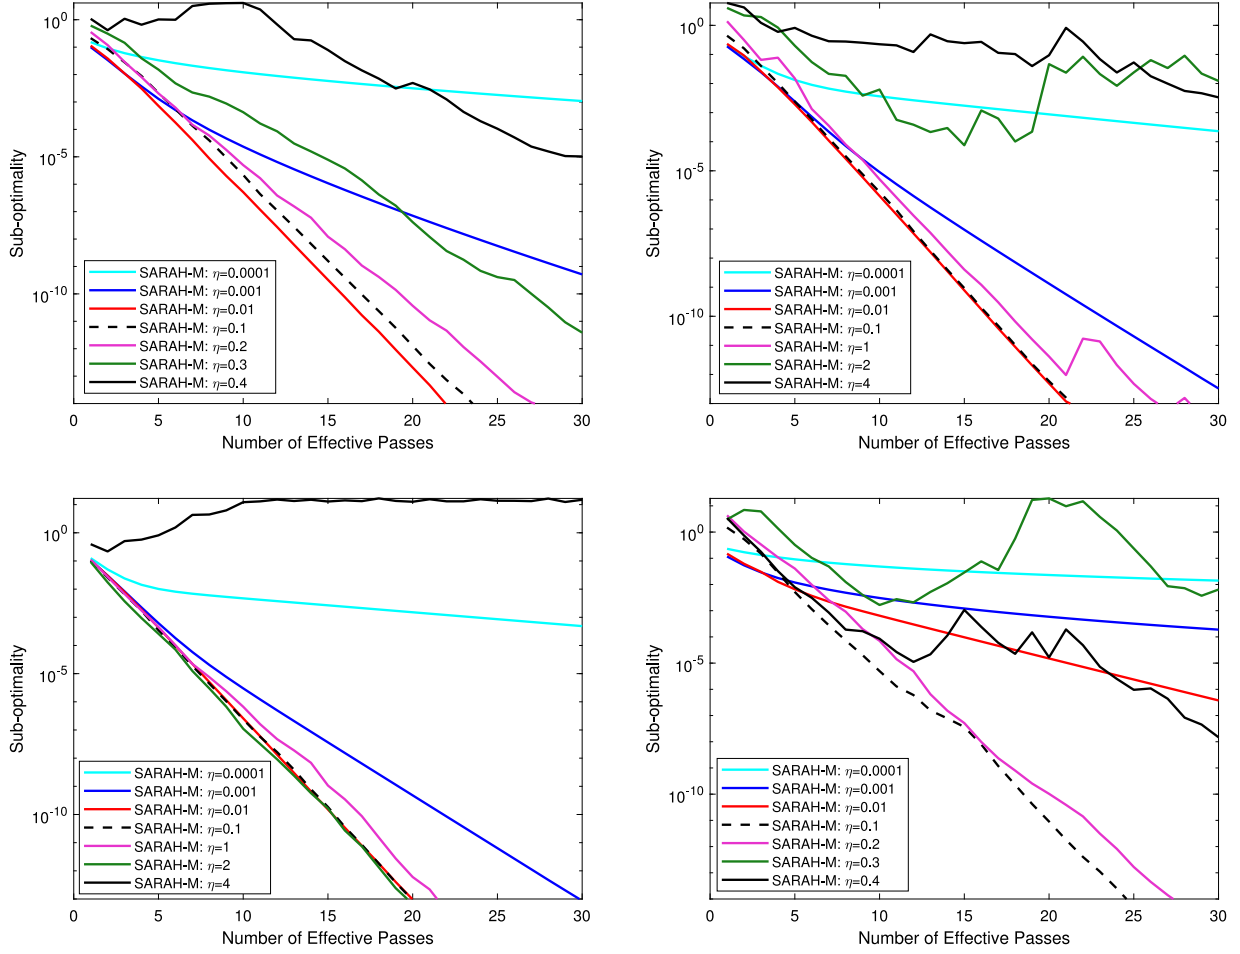 10^0
10^-5
10^-10
Sub-optimality
SARAH-M: η=0.0001
SARAH-M: η=0.001
SARAH-M: η=0.01
SARAH-M: η=0.1
SARAH-M: η=0.2
SARAH-M: η=0.3
SARAH-M: η=0.4
0 5 10 15 20 25 30
Number of Effective Passes
10^0
10^-5
10^-10
Sub-optimality
SARAH-M: η=0.0001
SARAH-M: η=0.001
SARAH-M: η=0.01
SARAH-M: η=0.1
SARAH-M: η=1
SARAH-M: η=2
SARAH-M: η=4
0 5 10 15 20 25 30
Number of Effective Passes
10^0
10^-5
10^-10
Sub-optimality
SARAH-M: η=0.0001
SARAH-M: η=0.001
SARAH-M: η=0.01
SARAH-M: η=0.1
SARAH-M: η=1
SARAH-M: η=2
SARAH-M: η=4
0 5 10 15 20 25 30
Number of Effective Passes
10^0
10^-5
10^-10
Sub-optimality
SARAH-M: η=0.0001
SARAH-M: η=0.001
SARAH-M: η=0.01
SARAH-M: η=0.1
SARAH-M: η=0.2
SARAH-M: η=0.3
SARAH-M: η=0.4
0 5 10 15 20 25 30
Number of Effective Passes